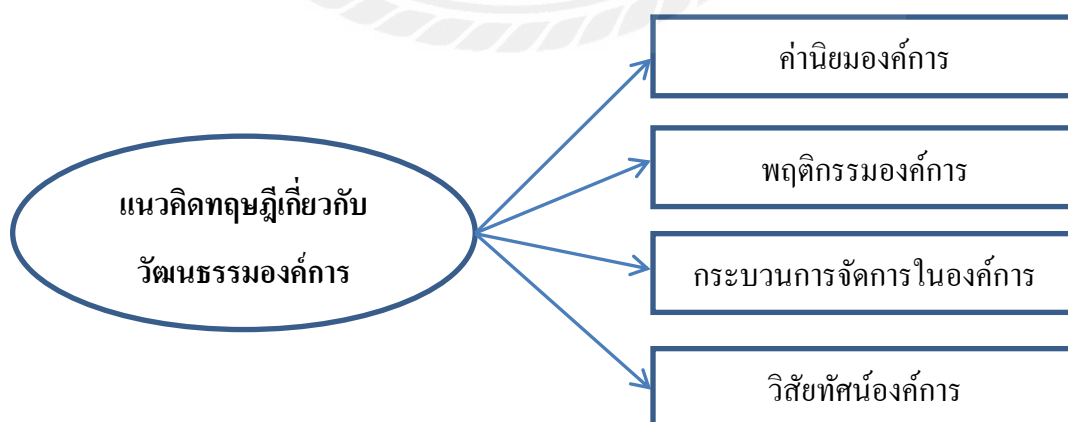 แนวคิดทฤษฎีเกี่ยวกับ
วัฒนธรรมองค์การ
ค่านิยมองค์การ
พฤติกรรมองค์การ
กระบวนการจัดการในองค์การ
วิสัยทัศน์องค์การ